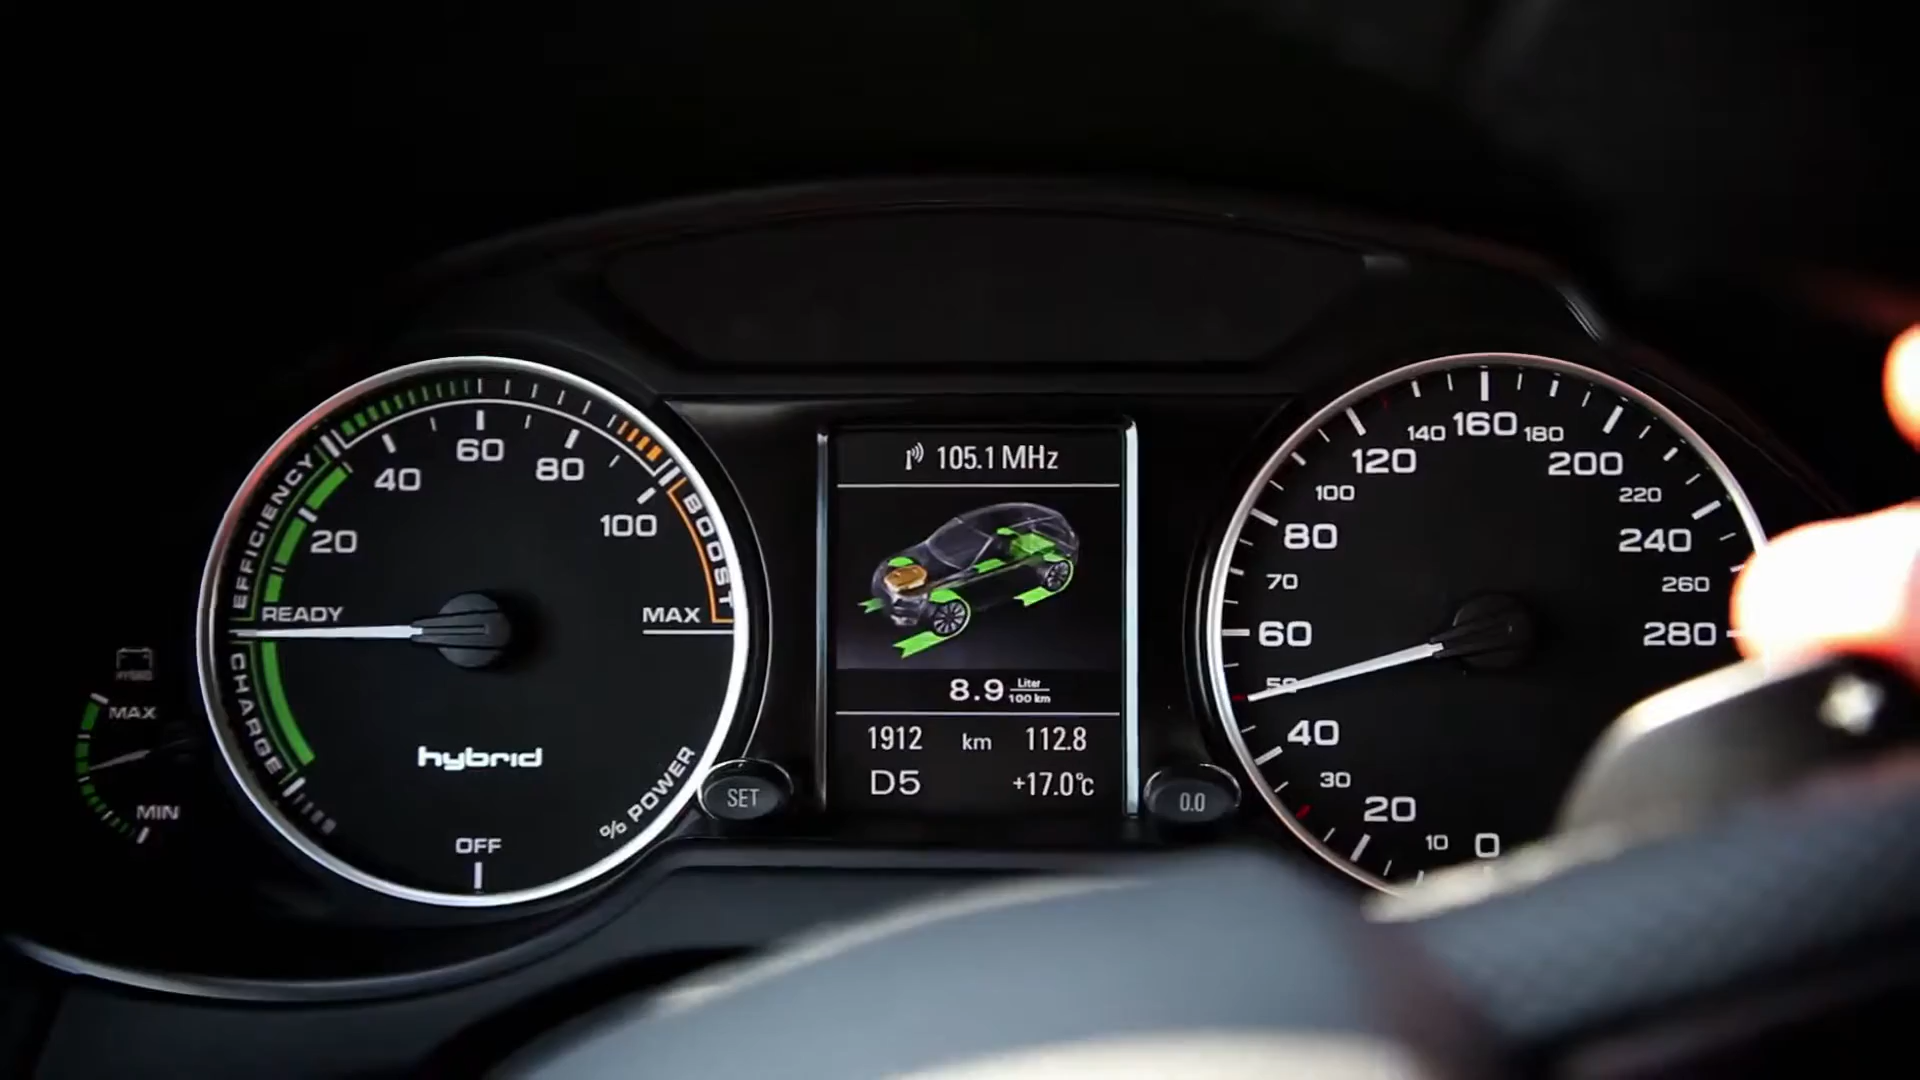 EFFICIENCY
CHARGE
READY
20
40
60
80
100
BOOST
MAX
% POWER
hybrid
OFF
HYBRID
MAX
MIN
SET
105.1 MHz
8.9 Liter
100 km
1912 km 112.8
D5 +17.0°C
0.0
0
10
20
30
40
50
60
70
80
100
120
140
160
180
200
220
240
260
280